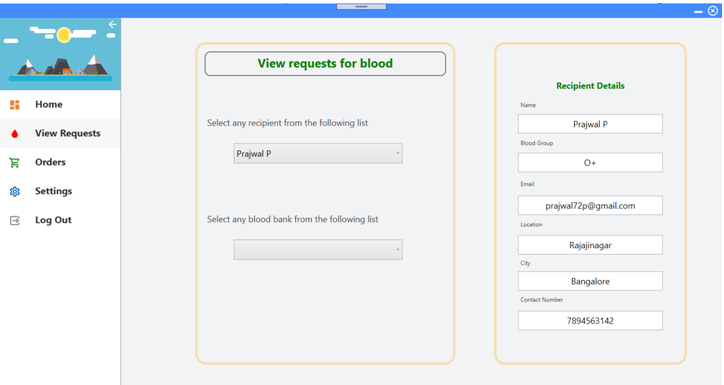 Home
View Requests
Orders
Settings
Log Out
View requests for blood
Select any recipient from the following list
Prajwal P
Select any blood bank from the following list
Recipient Details
Name
Prajwal P
Blood Group
O+
Email
prajwal72p@gmail.com
Location
Rajajinagar
City
Bangalore
Contact Number
7894563142